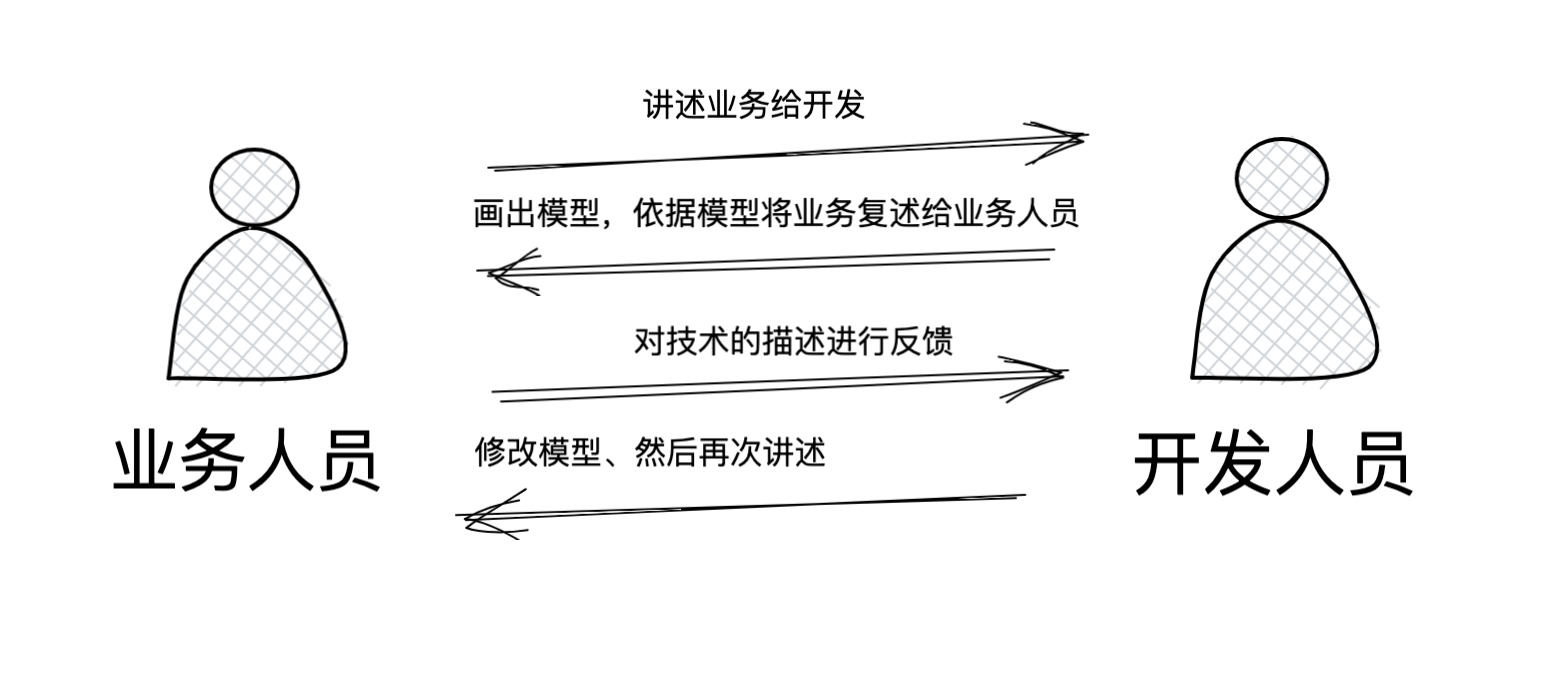 讲述业务给开发
画出模型，依据模型将业务复述给业务人员
对技术的描述进行反馈
修改模型、然后再次讲述
业务人员
开发人员